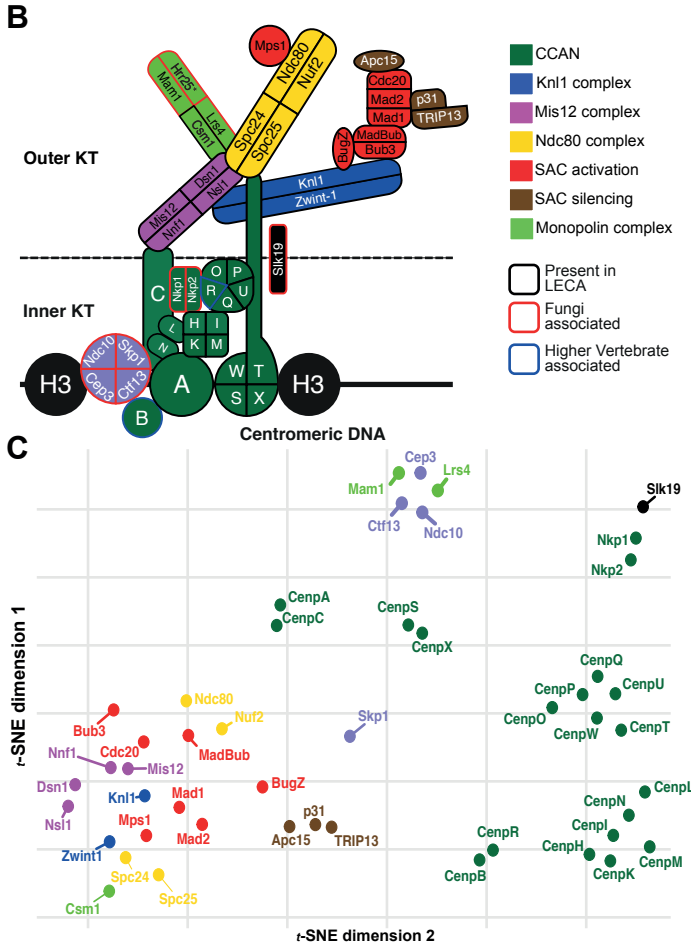 B
Mps1
Ndc80
Nuf2
Spc24
Spc25
Hrr25*
Mam1
Lrs4
Csm1
Apc15
Cdc20
Mad2
Mad1
p31
TRIP13
MadBub
Bub3
BugZ
Outer KT
Dsn1
Nsl1
Mis12
Nnf1
Knl1
Zwint-1
Slk19
Inner KT
C
Nkp1
Nkp2
O
P
R
U
Q
L
N
H
I
K
M
H3
Ndc10
Skp1
Cep3
Ctf13
A
B
W
T
S
X
H3
Centromeric DNA
CCAN
Knl1 complex
Mis12 complex
Ndc80 complex
SAC activation
SAC silencing
Monopolin complex
Present in
LECA
Fungi
associated
Higher Vertebrate
associated
C
t-SNE dimension 1
Cep3
Mam1
Lrs4
Ctf13
Ndc10
Slk19
Nkp1
Nkp2
CenpA
CenpC
CenpS
CenpX
CenpQ
CenpP
CenpU
CenpO
CenpW
CenpT
Ndc80
Nuf2
Skp1
Bub3
Cdc20
MadBub
Nnf1
Mis12
Dsn1
Knl1
Mad1
BugZ
Nsl1
Mps1
Mad2
p31
Apc15
TRIP13
Zwint1
Spc24
Spc25
Csm1
CenpL
CenpN
CenpI
CenpH
CenpM
CenpK
CenpR
CenpB
t-SNE dimension 2